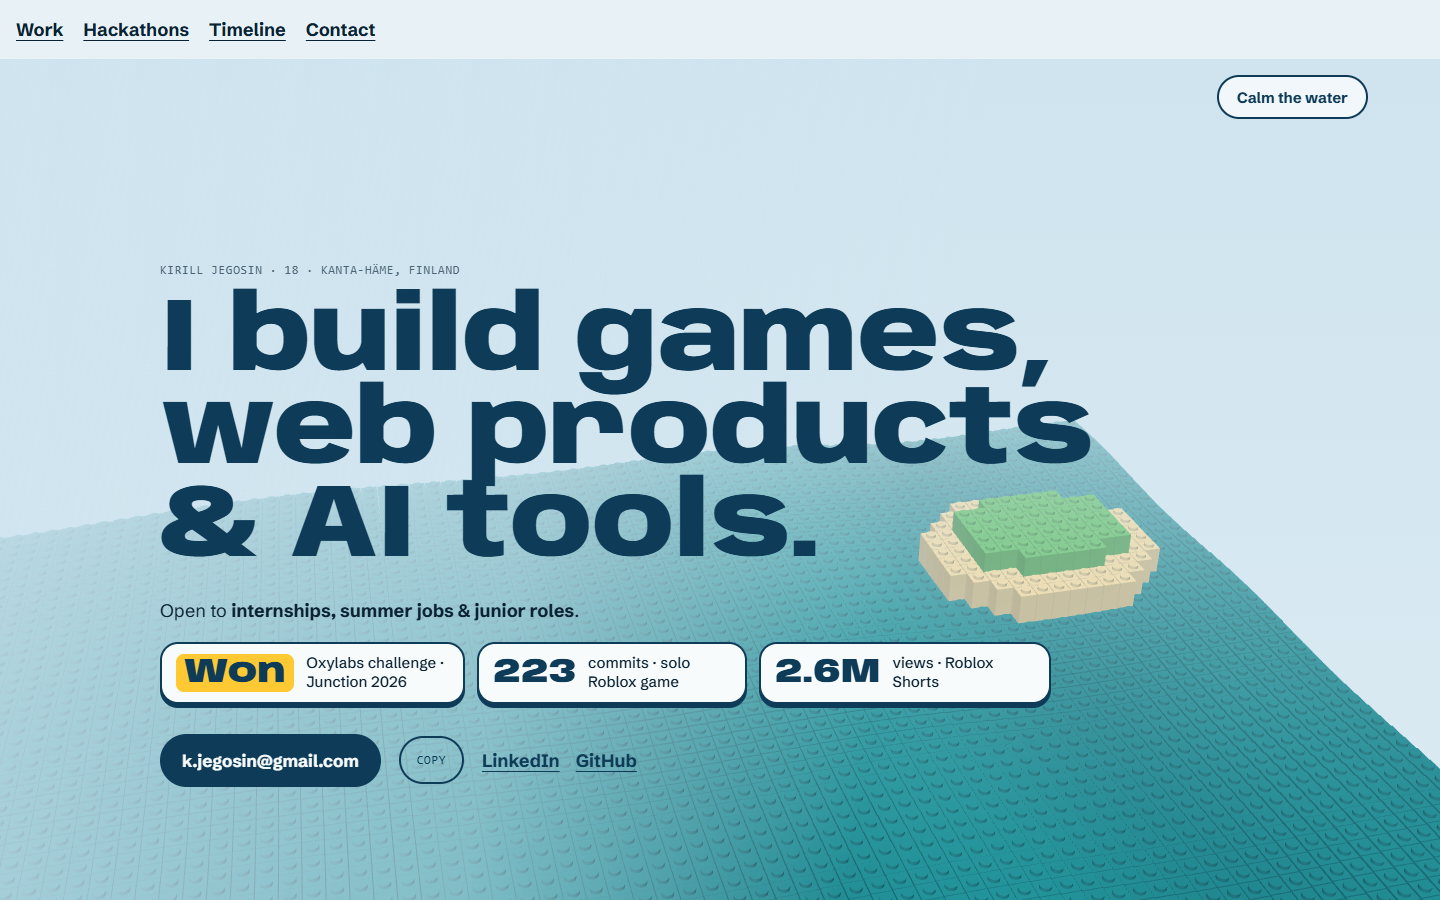 Work Hackathons Timeline Contact
Calm the water
KIRILL JEGOSIN · 18 · KANTA-HÄME, FINLAND
I build games,
web products
& AI tools.
Open to internships, summer jobs & junior roles.
Won Oxylabs challenge ·
Junction 2026
223 commits · solo
Roblox game
2.6M views · Roblox
Shorts
k.jegosin@gmail.com COPY LinkedIn GitHub